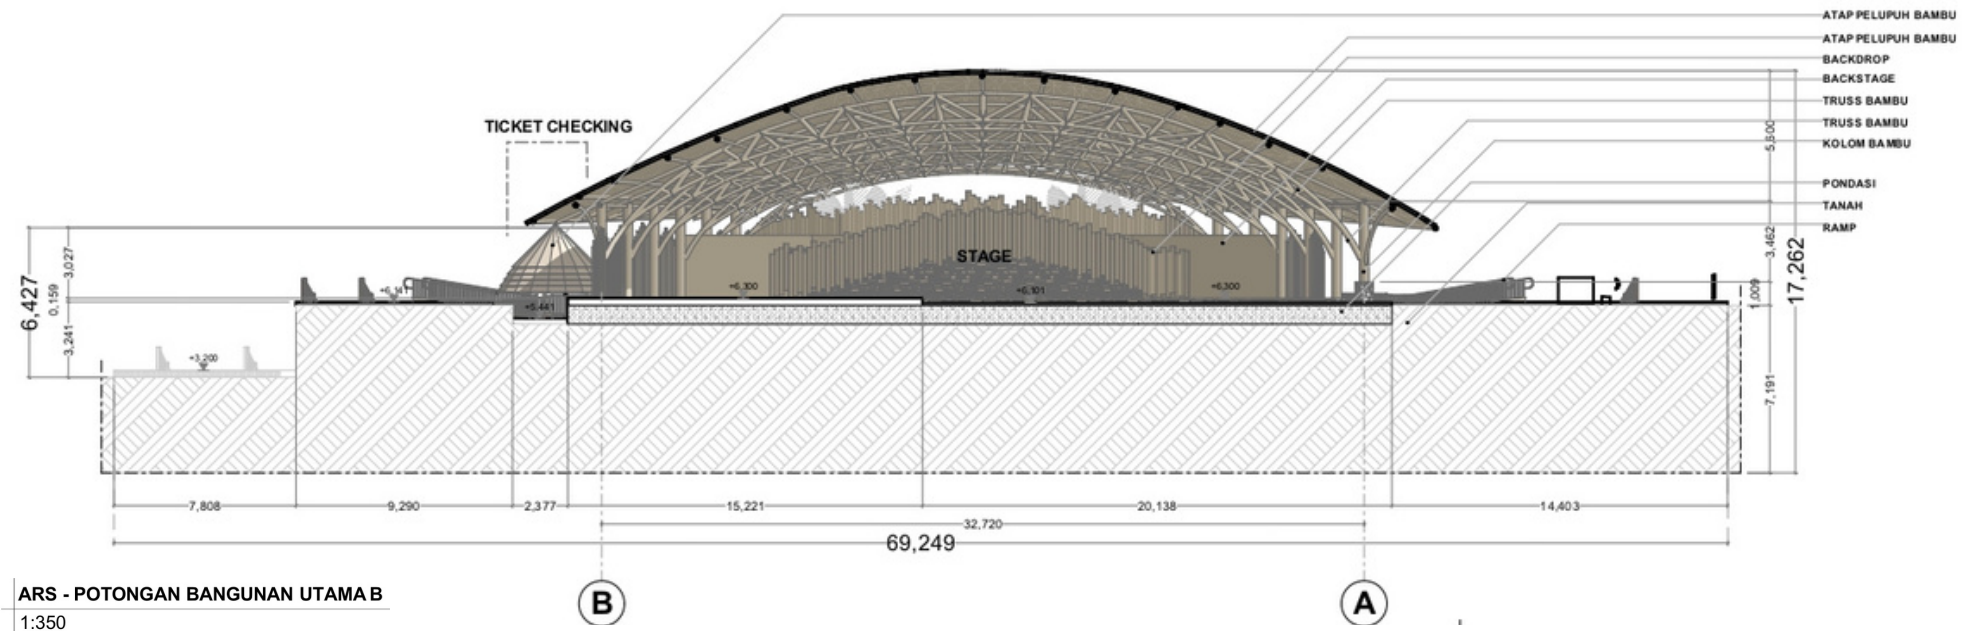 ATAP PELUPUH BAMBU
ATAP PELUPUH BAMBU
BACKDROP
BACKSTAGE
TRUSS BAMBU
TRUSS BAMBU
KOLOM BAMBU
PONDASI
TANAH
RAMP
TICKET CHECKING
STAGE
5,600
3,462
17,262
1,009
7,191
3,027
6,427
0,159
3,241
+6,141
+5,441
+6,300
+6,101
+6,300
+3,200
7,808
9,290
2,377
15,221
20,138
14,403
32,720
69,249
B
A
ARS - POTONGAN BANGUNAN UTAMA B
1:350